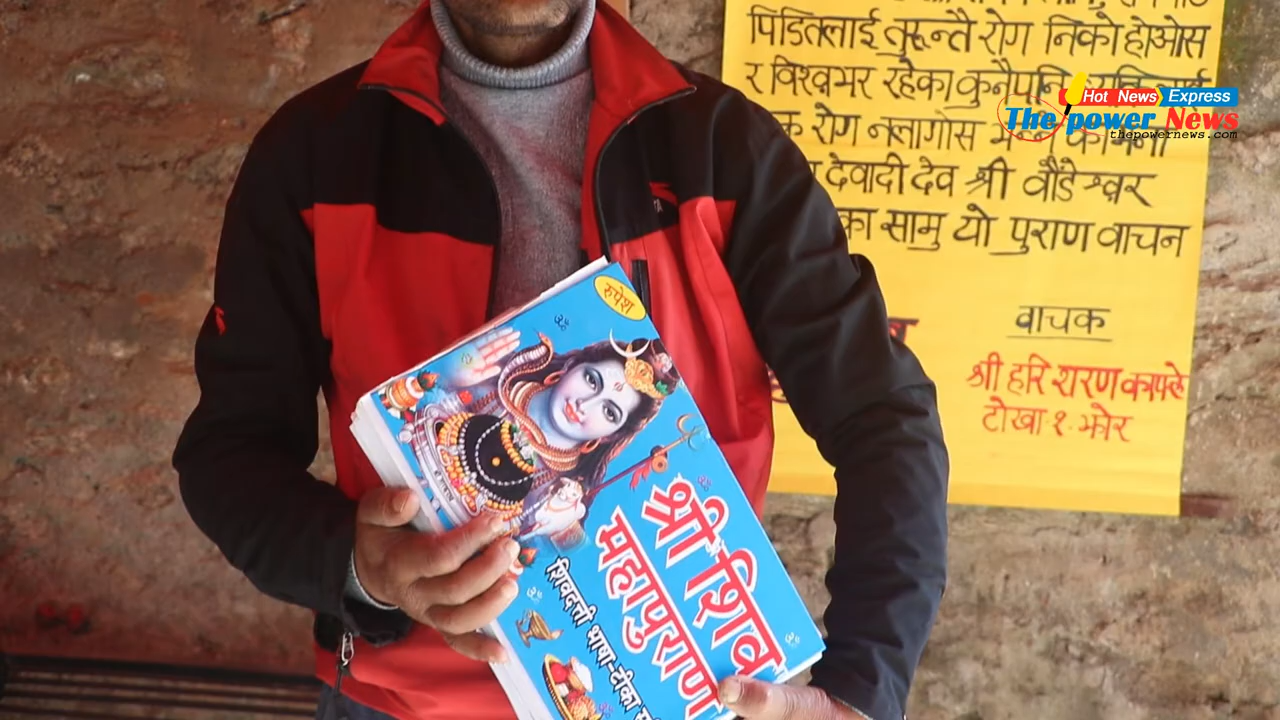 पिडितलाई तुरून्तै रोग निको होओस
र विश्वभर रहेका कुनैपनि
रोग नलागोस
देवादी देव श्री वौडेश्वर
का सामु यो पुराण वाचन
वाचक
श्री हरि शरण काफ्ले
टोखा १ झोर
Hot News Express
The power News
thepowernews.com
रुपेश
श्री शिव
महापुराण
शिवदत्ती भाषा-टीका